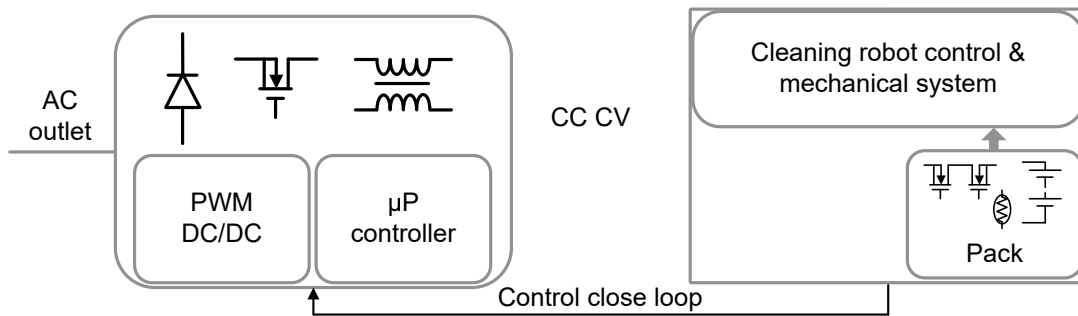 AC
outlet
PWM
DC/DC
µP
controller
CC CV
Cleaning robot control &
mechanical system
Pack
Control close loop